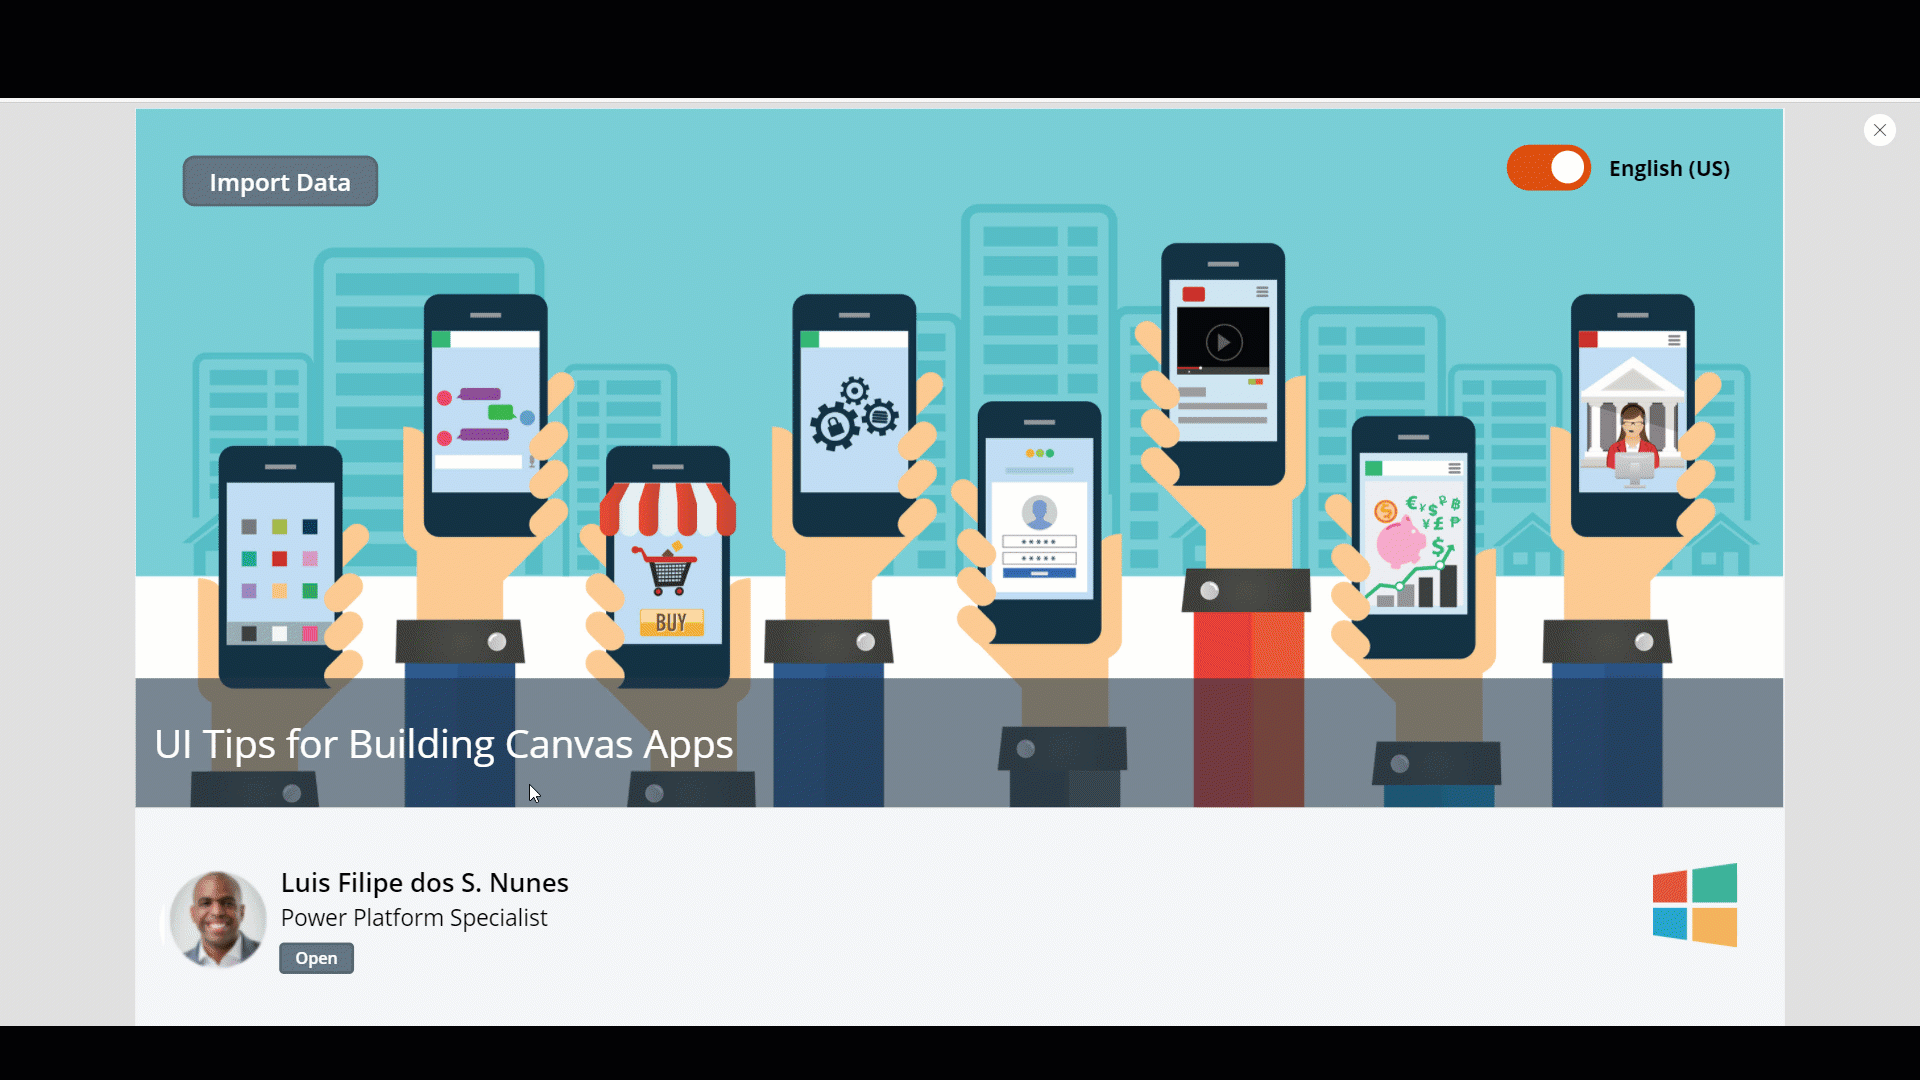 Import Data
English (US)
BUY
UI Tips for Building Canvas Apps
Luis Filipe dos S. Nunes
Power Platform Specialist
Open